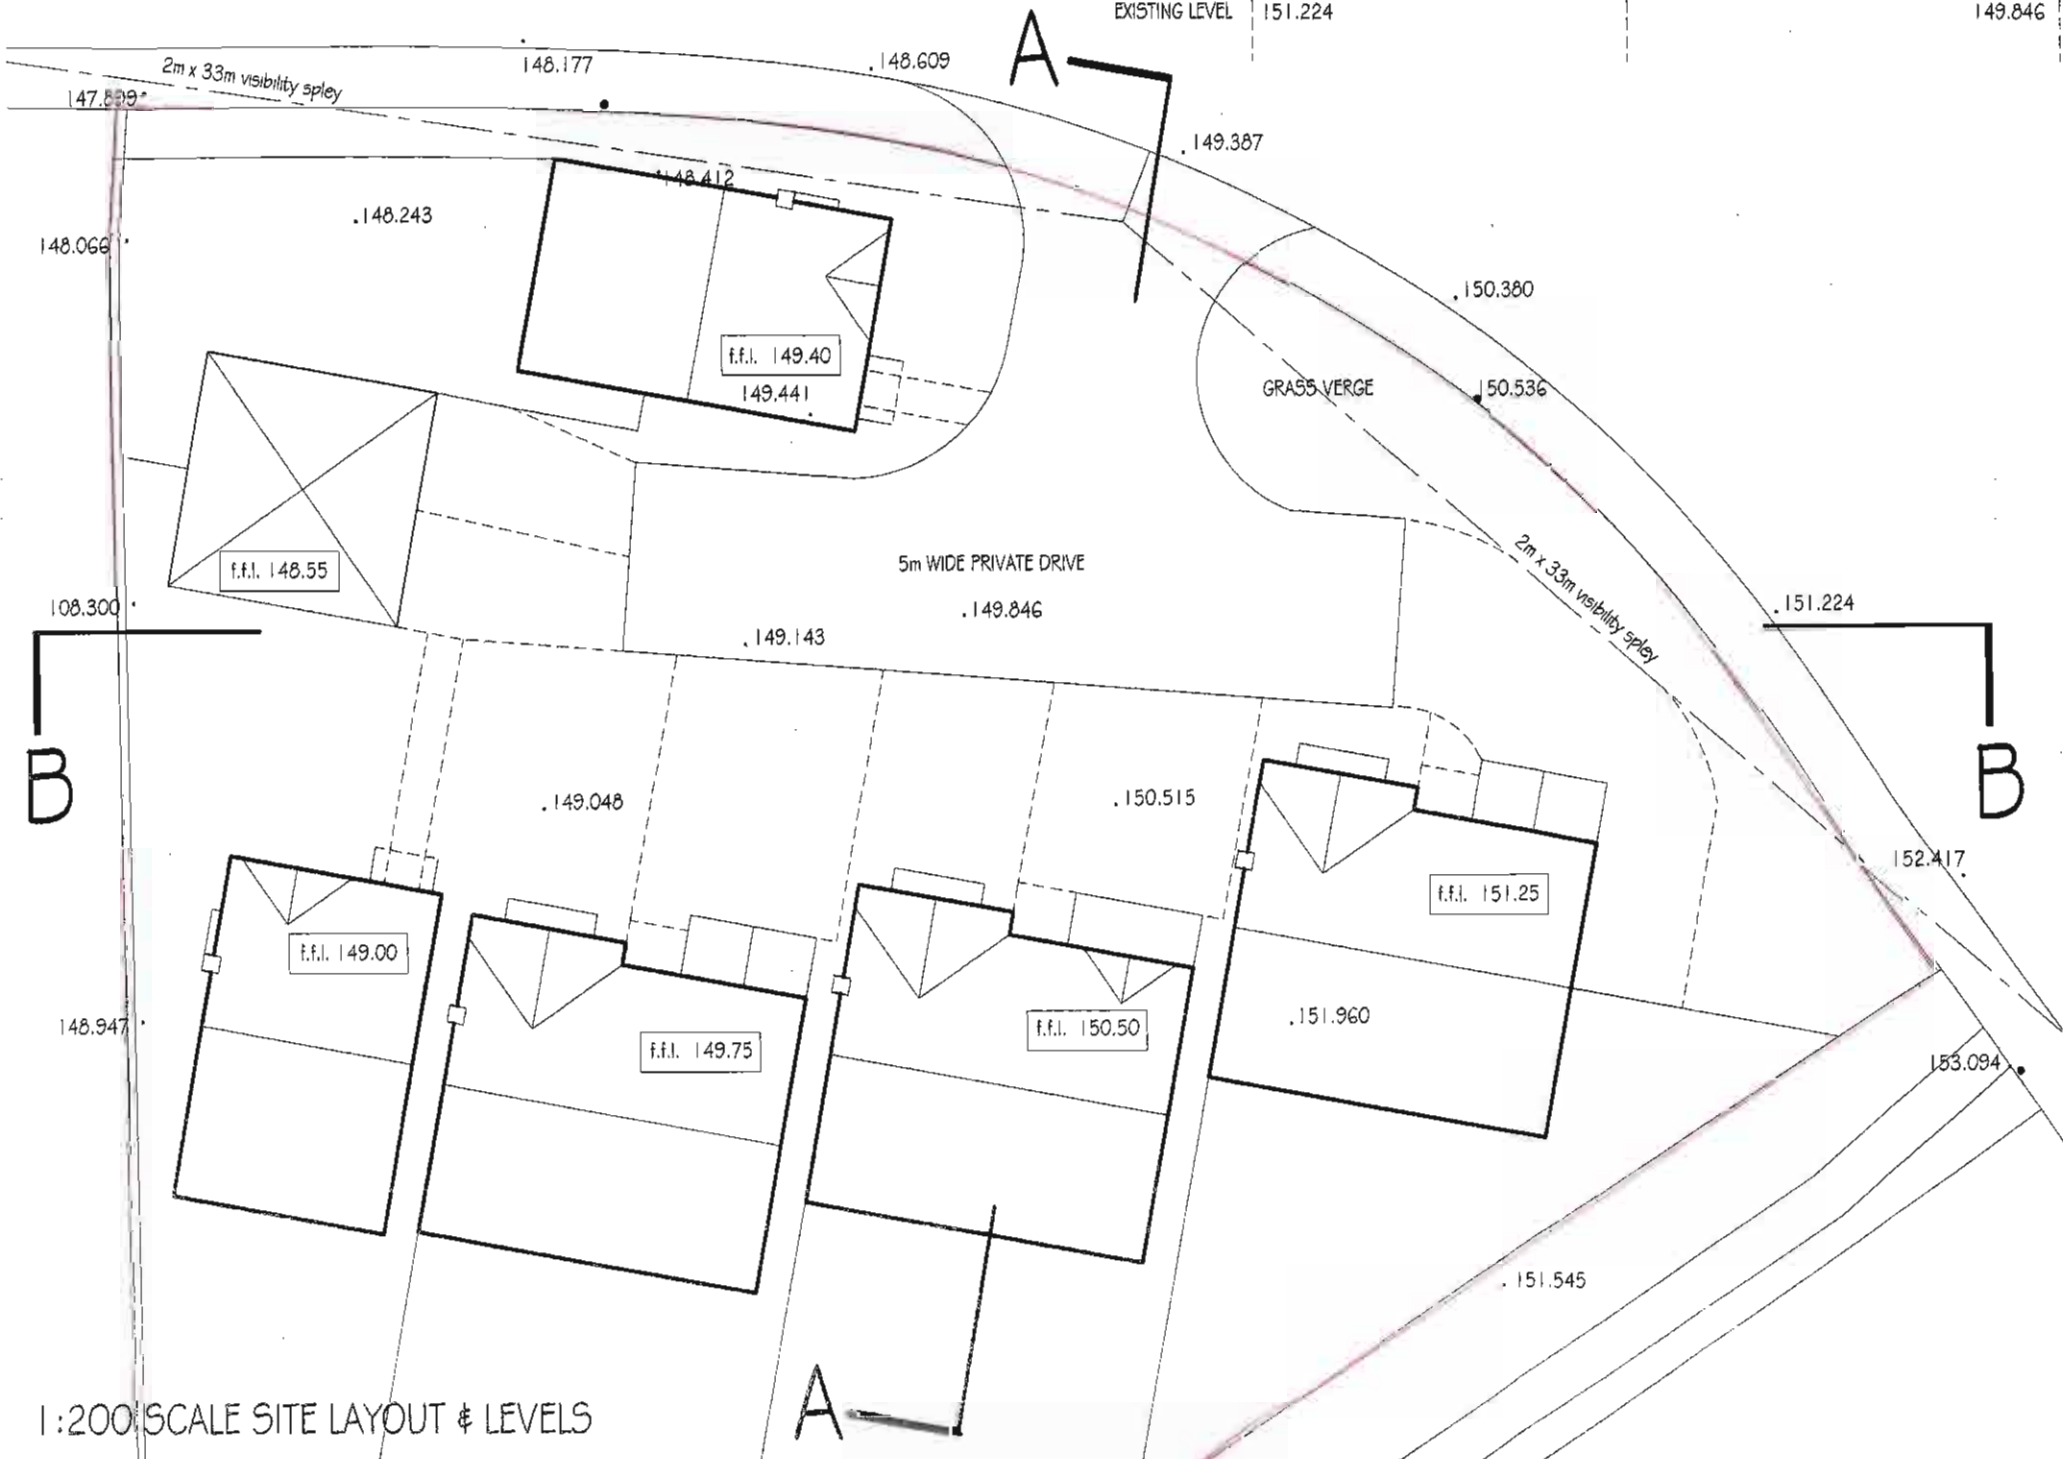 EXISTING LEVEL 151.224 149.846
A
148.177
.148.609
2m x 33m visibility spley
147.899
.149.387
148.412
.148.243
148.066
.150.380
f.f.l. 149.40
149.441
GRASS VERGE
150.536
2m x 33m visibility spley
5m WIDE PRIVATE DRIVE
f.f.l. 148.55
108.300
.149.846
.151.224
.149.143
B
B
.149.048
.150.515
152.417
f.f.l. 151.25
f.f.l. 149.00
.151.960
148.947
f.f.l. 150.50
f.f.l. 149.75
153.094
.151.545
A
1:200 SCALE SITE LAYOUT & LEVELS